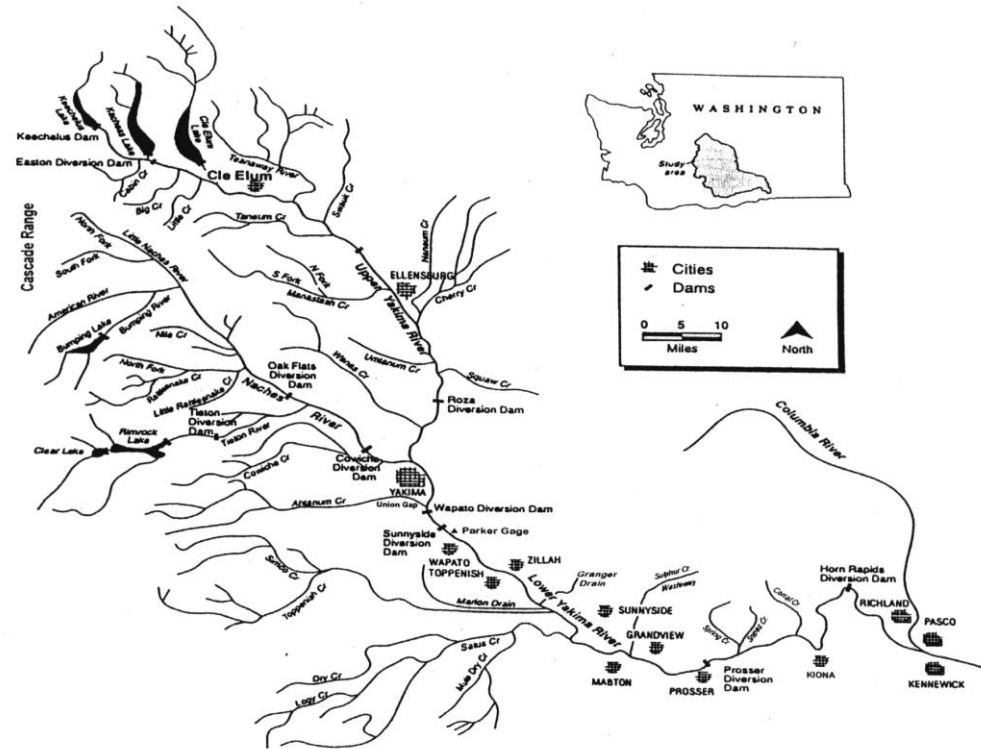 Keechelus
Lake
Kachess Lake
Cle Elum
Lake
Keechelus Dam
Easton Diversion Dam
Cle Elum
Teanaway River
Cabin Cr
Big Cr
Little Cr
Swauk Cr
Taneum Cr
WASHINGTON
Study
area
Cascade Range
North Fork
South Fork
Little Naches River
American River
Bumping Lake
Bumping River
Nile Cr
North Fork
Rattlesnake Cr
Little Rattlesnake Cr
Oak Flats
Diversion
Dam
Naches
River
S Fork
N Fork
Manastash Cr
Upper Yakima River
ELLENSBURG
Naneum Cr
Cherry Cr
Wenas Cr
Umtanum Cr
Squaw Cr
Roza
Diversion Dam
Cities
Dams
0 5 10
Miles
North
Tieton
Diversion
Dam
Rimrock
Lake
Clear Lake
Tieton River
Cowiche Cr
Cowiche
Diversion
Dam
YAKIMA
Ahtanum Cr
Union Gap
Wapato Diversion Dam
Sunnyside
Diversion
Dam
Parker Gage
WAPATO
TOPPENISH
ZILLAH
Columbia River
Simcoe Cr
Toppenish Cr
Marion Drain
Lower Yakima River
Granger
Drain
Sulphur Cr
Wasteway
SUNNYSIDE
GRANDVIEW
MABTON
Spring Cr
Snipes Cr
PROSSER
Prosser
Diversion
Dam
Corral Cr
KIONA
Horn Rapids
Diversion Dam
RICHLAND
PASCO
KENNEWICK
Satus Cr
Dry Cr
Logy Cr
Mule Dry Cr